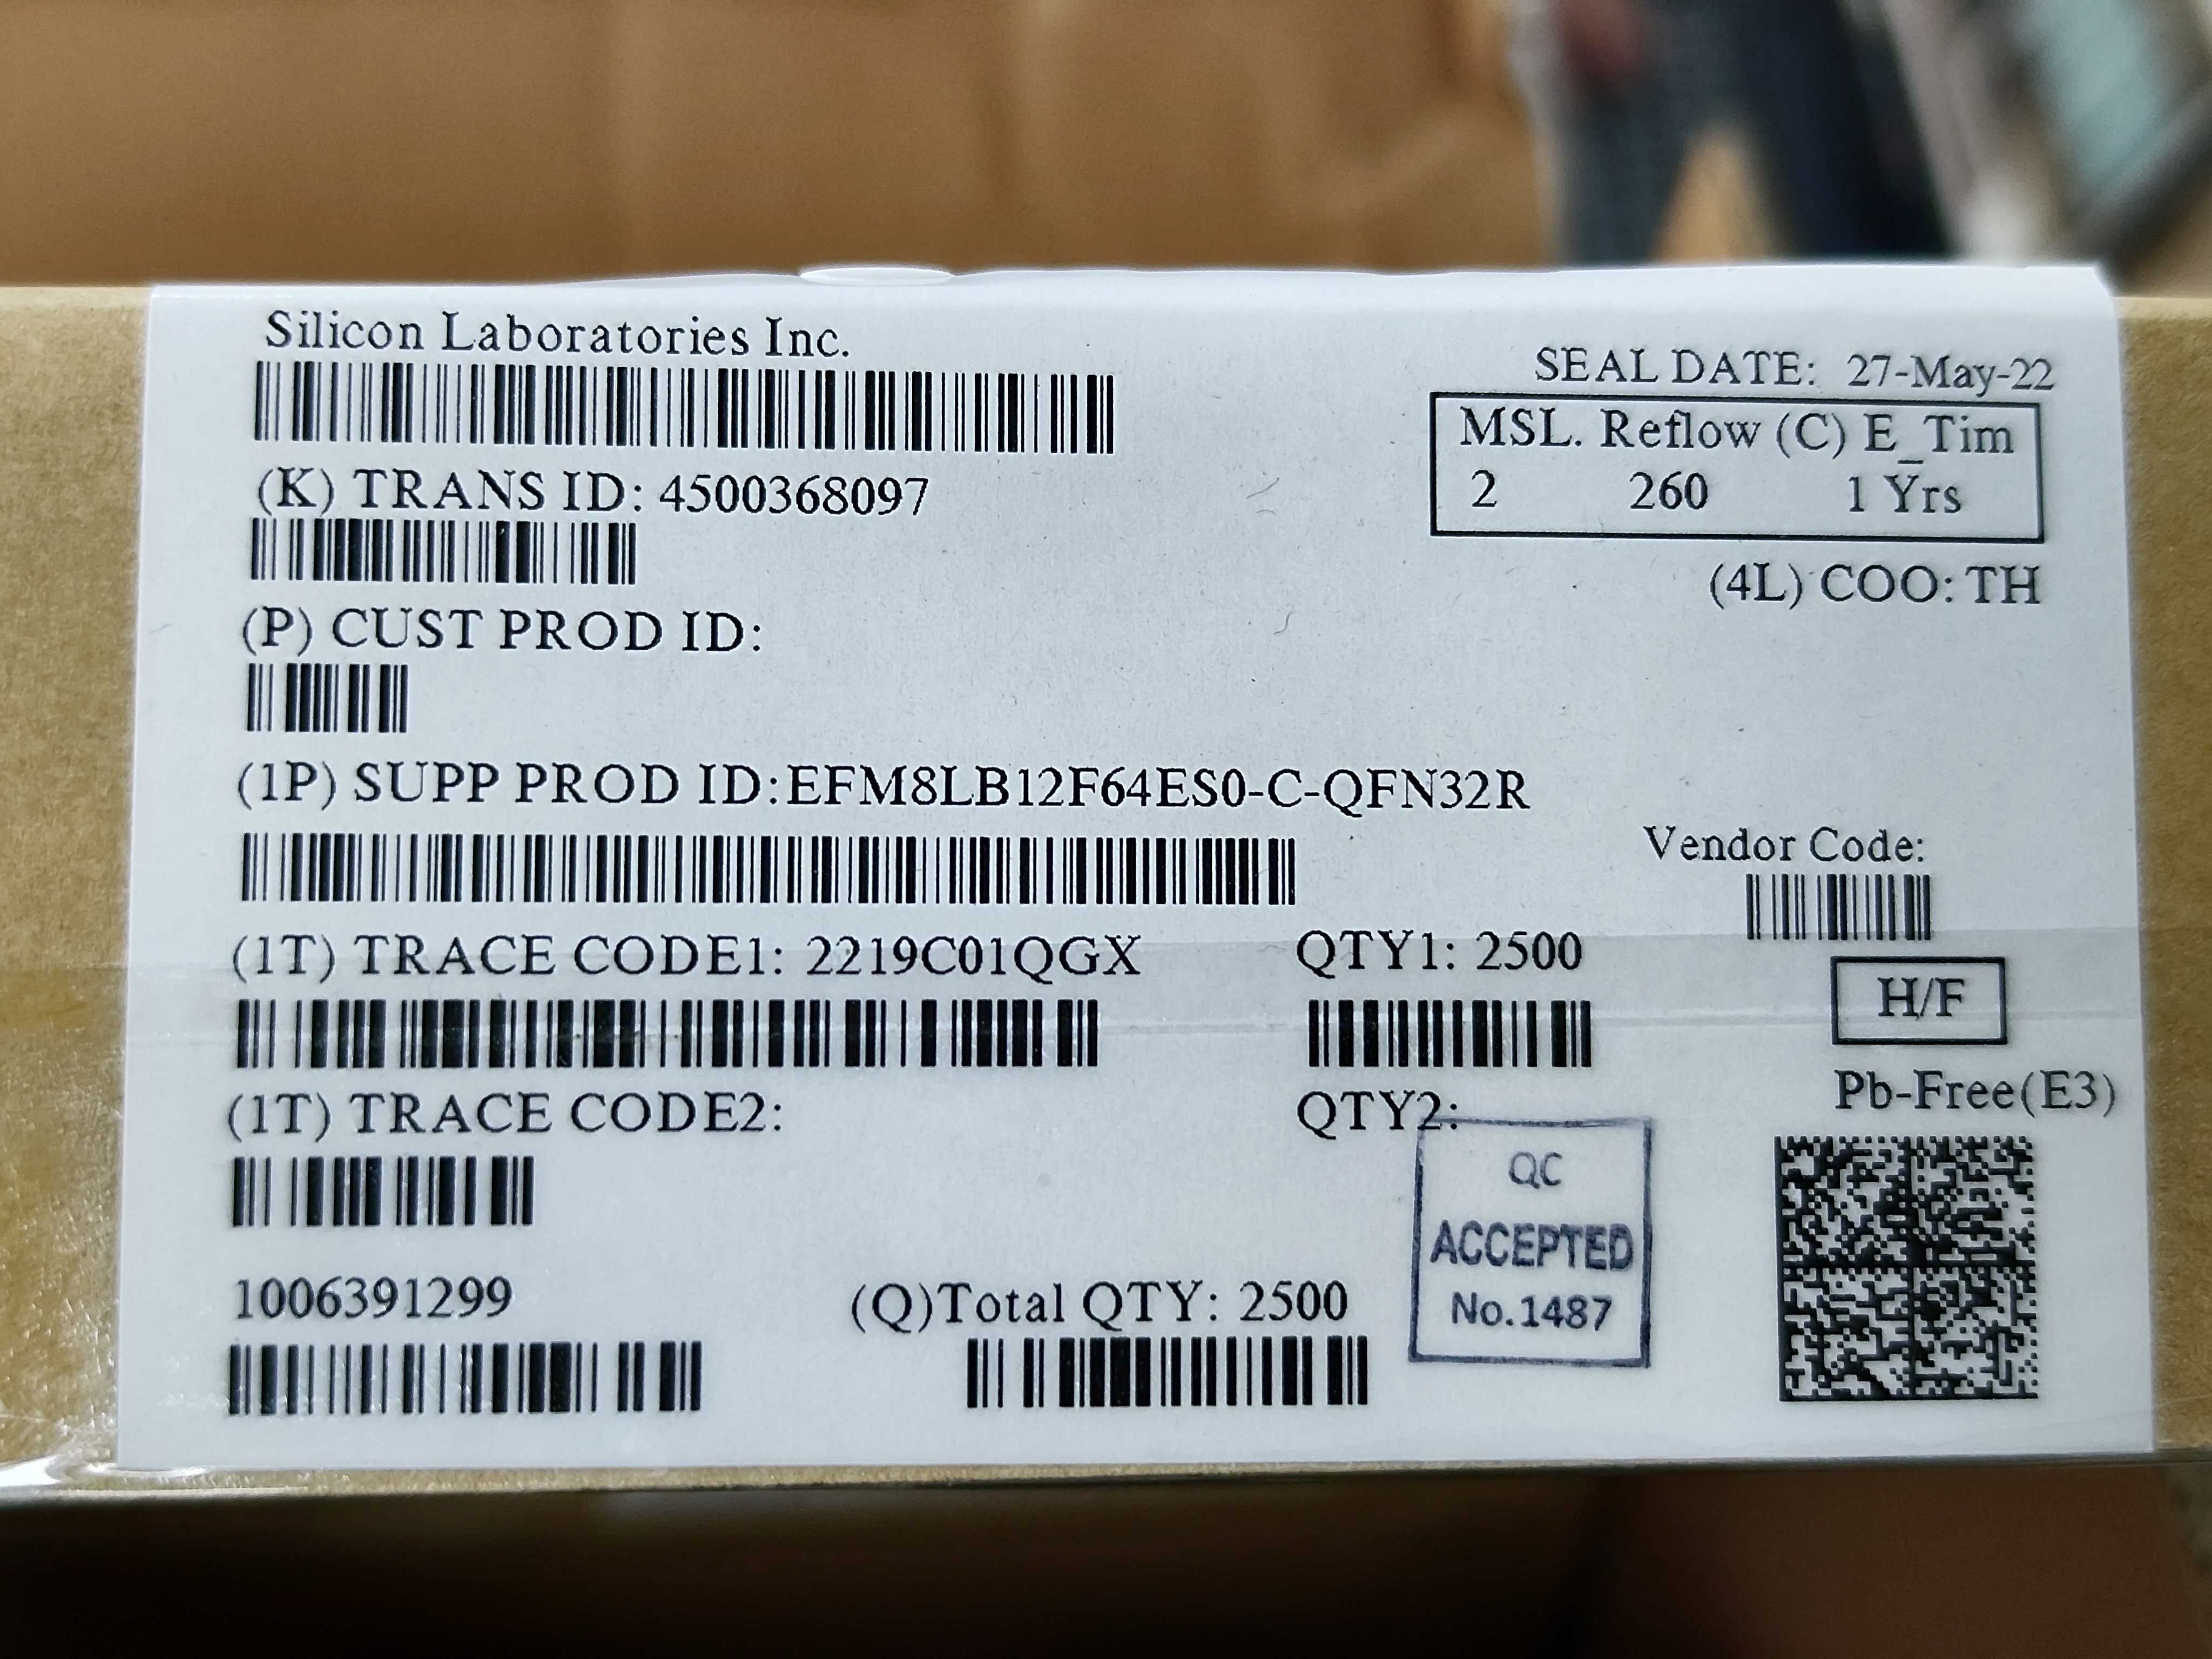 Silicon Laboratories Inc.
SEAL DATE: 27-May-22
MSL. Reflow (C) E_Tim
2 260 1 Yrs
(K) TRANS ID: 4500368097
(4L) COO: TH
(P) CUST PROD ID:
(1P) SUPP PROD ID:EFM8LB12F64ES0-C-QFN32R
Vendor Code:
(1T) TRACE CODE1: 2219C01QGX QTY1: 2500
H/F
Pb-Free(E3)
(1T) TRACE CODE2: QTY2:
QC
ACCEPTED
No.1487
1006391299 (Q)Total QTY: 2500